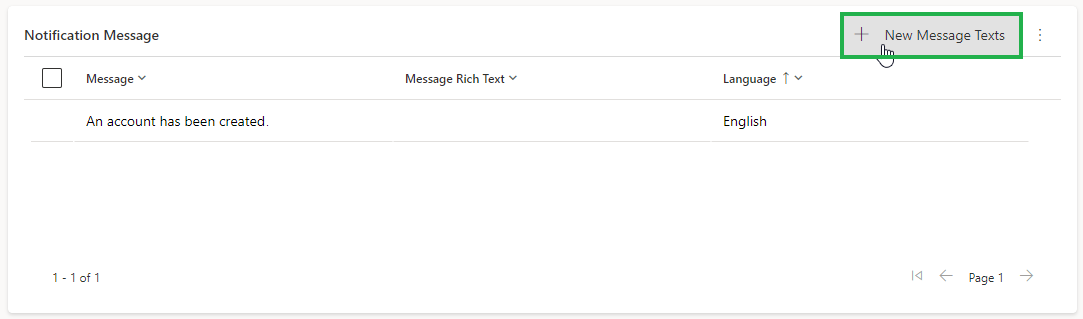 Notification Message
New Message Texts
Message Message Rich Text Language
An account has been created. English
1 - 1 of 1 Page 1